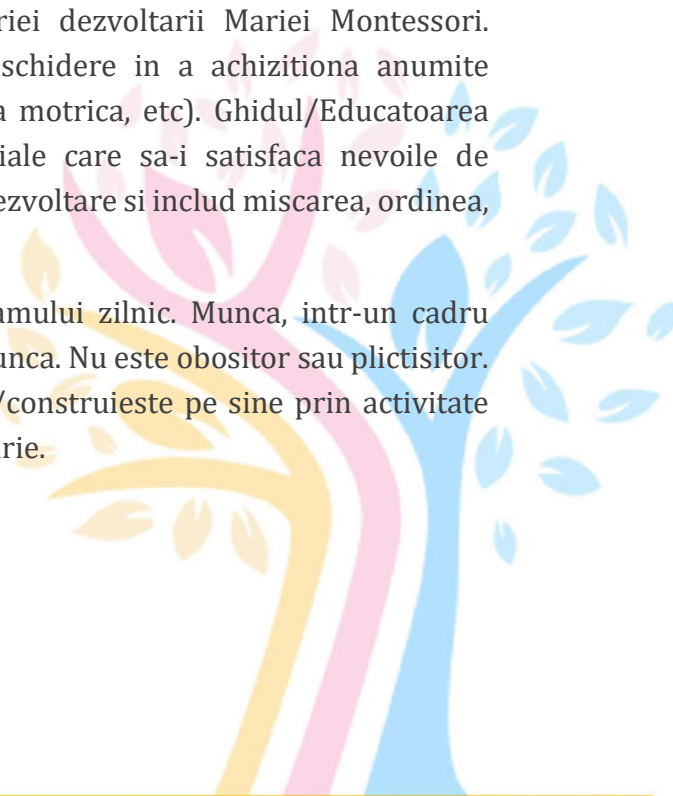 riei dezvoltarii Mariei Montessori.
schidere in a achizitiona anumite
a motrica, etc). Ghidul/Educatoarea
iale care sa-i satisfaca nevoile de
ezvoltare si includ miscarea, ordinea,
amului zilnic. Munca, intr-un cadru
unca. Nu este obositor sau plictisitor.
/construieste pe sine prin activitate
rie.